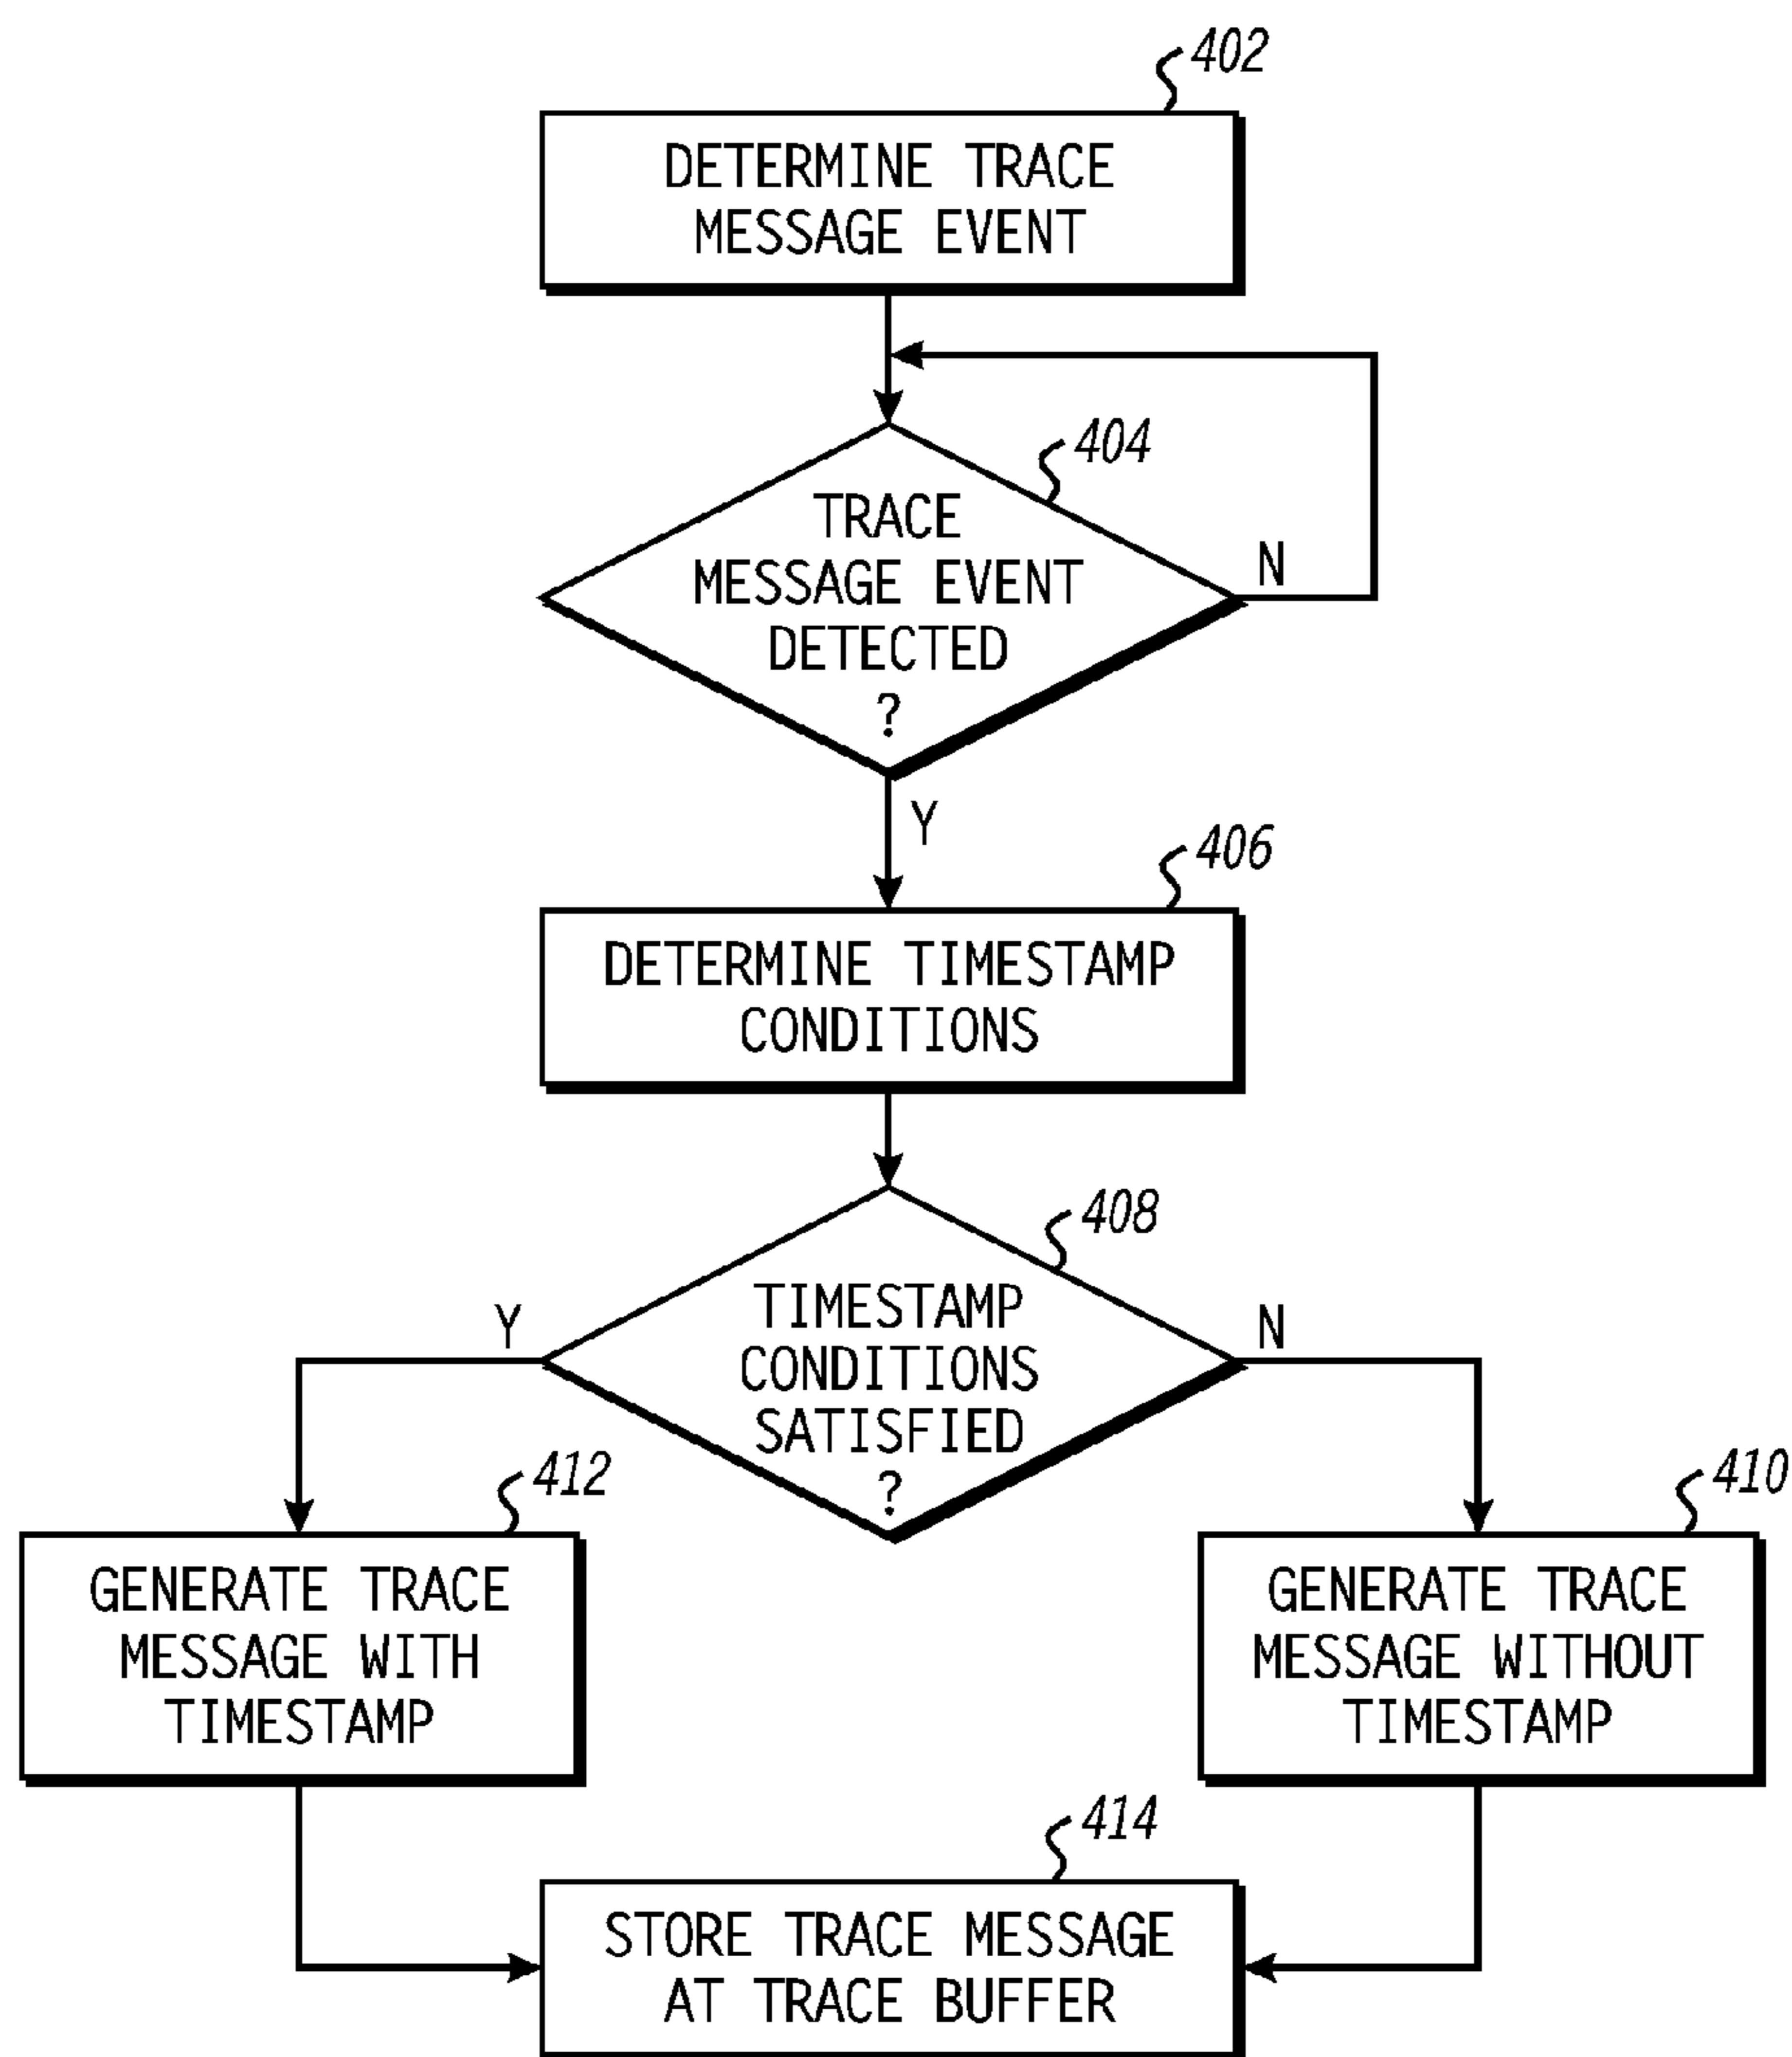 402
DETERMINE TRACE
MESSAGE EVENT
404
TRACE
MESSAGE EVENT
DETECTED
?
N
Y
406
DETERMINE TIMESTAMP
CONDITIONS
408
TIMESTAMP
CONDITIONS
SATISFIED
?
Y
N
412
GENERATE TRACE
MESSAGE WITH
TIMESTAMP
410
GENERATE TRACE
MESSAGE WITHOUT
TIMESTAMP
414
STORE TRACE MESSAGE
AT TRACE BUFFER